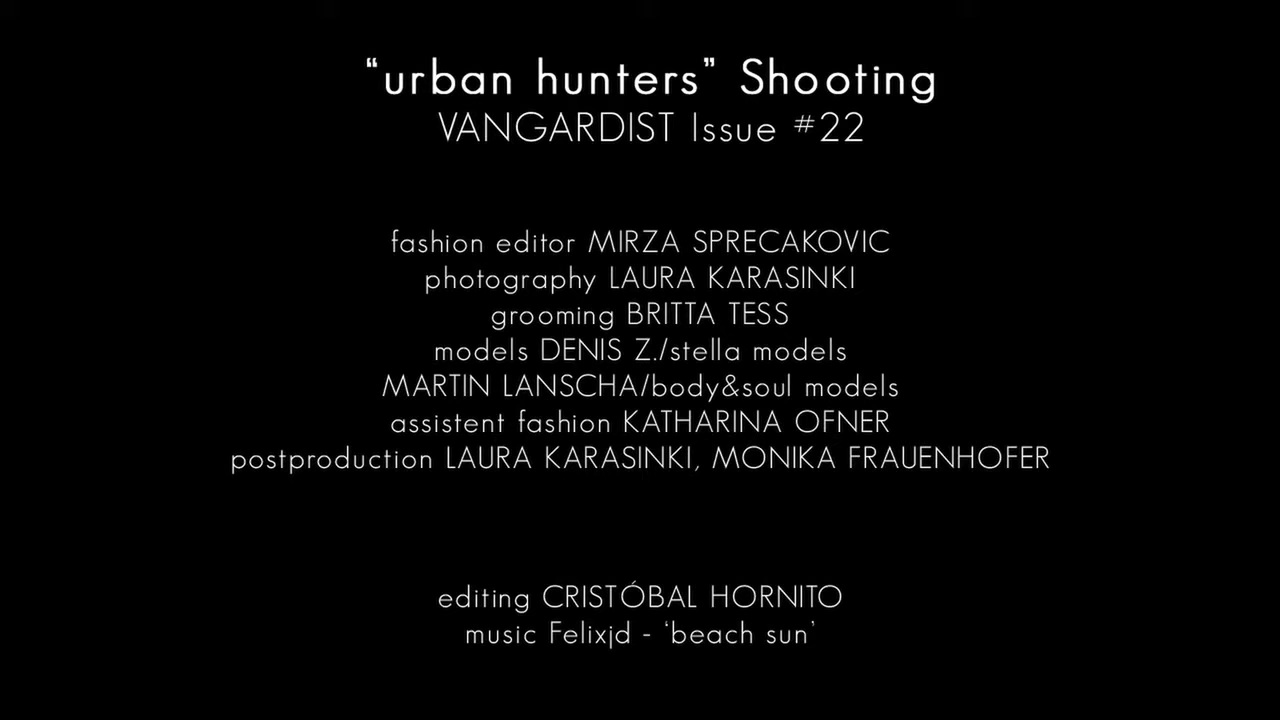 “urban hunters” Shooting
VANGARDIST Issue #22
fashion editor MIRZA SPRECAKOVIC
photography LAURA KARASINKI
grooming BRITTA TESS
models DENIS Z./stella models
MARTIN LANSCHA/body&soul models
assistent fashion KATHARINA OFNER
postproduction LAURA KARASINKI, MONIKA FRAUENHOFER
editing CRISTÓBAL HORNITO
music Felixjd - ‘beach sun’